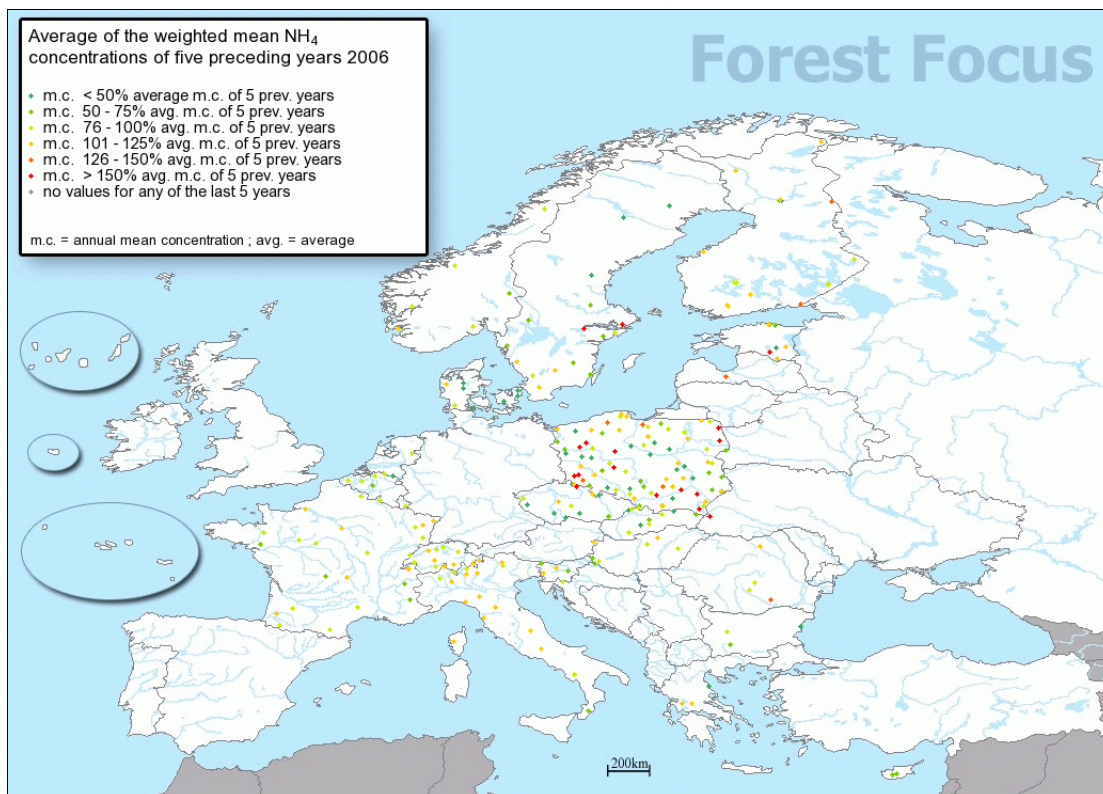 Average of the weighted mean NH4
concentrations of five preceding years 2006
m.c. < 50% average m.c. of 5 prev. years
m.c. 50 - 75% avg. m.c. of 5 prev. years
m.c. 76 - 100% avg. m.c. of 5 prev. years
m.c. 101 - 125% avg. m.c. of 5 prev. years
m.c. 126 - 150% avg. m.c. of 5 prev. years
m.c. > 150% avg. m.c. of 5 prev. years
no values for any of the last 5 years
m.c. = annual mean concentration ; avg. = average
Forest Focus
200km